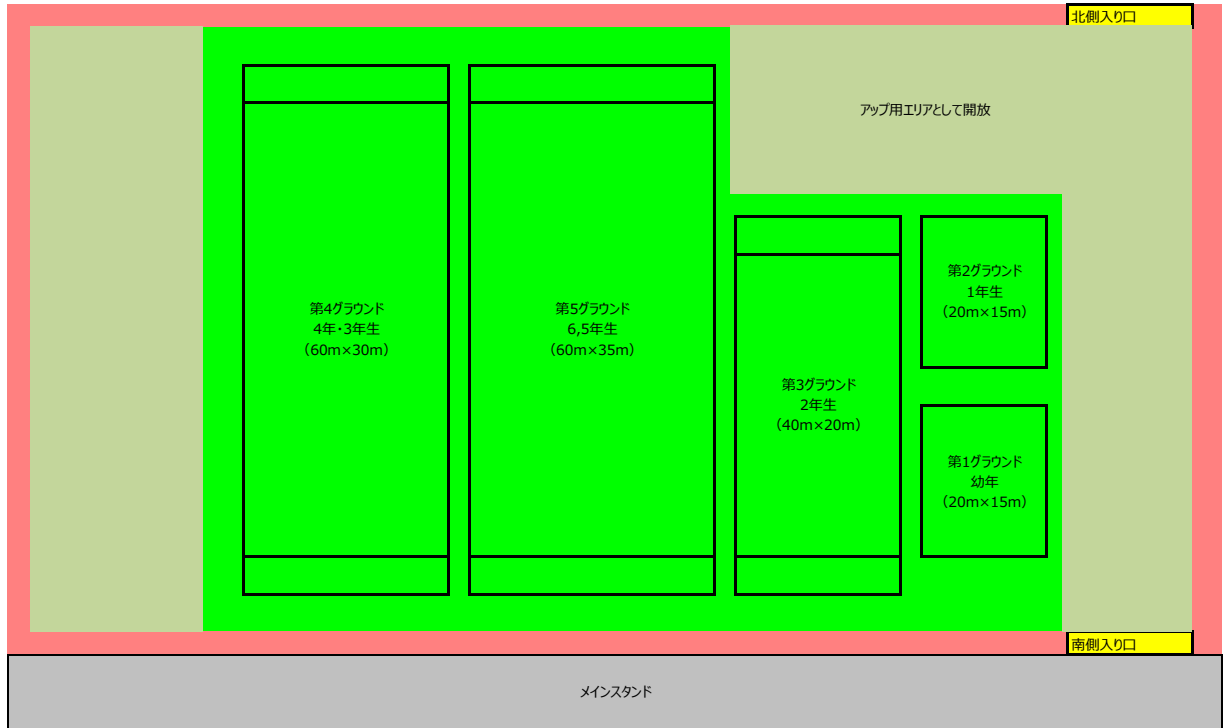 北側入り口
アップ用エリアとして開放
第4グラウンド
4年・3年生
（60m×30m）
第5グラウンド
6,5年生
（60m×35m）
第3グラウンド
2年生
（40m×20m）
第2グラウンド
1年生
（20m×15m）
第1グラウンド
幼年
（20m×15m）
南側入り口
メインスタンド